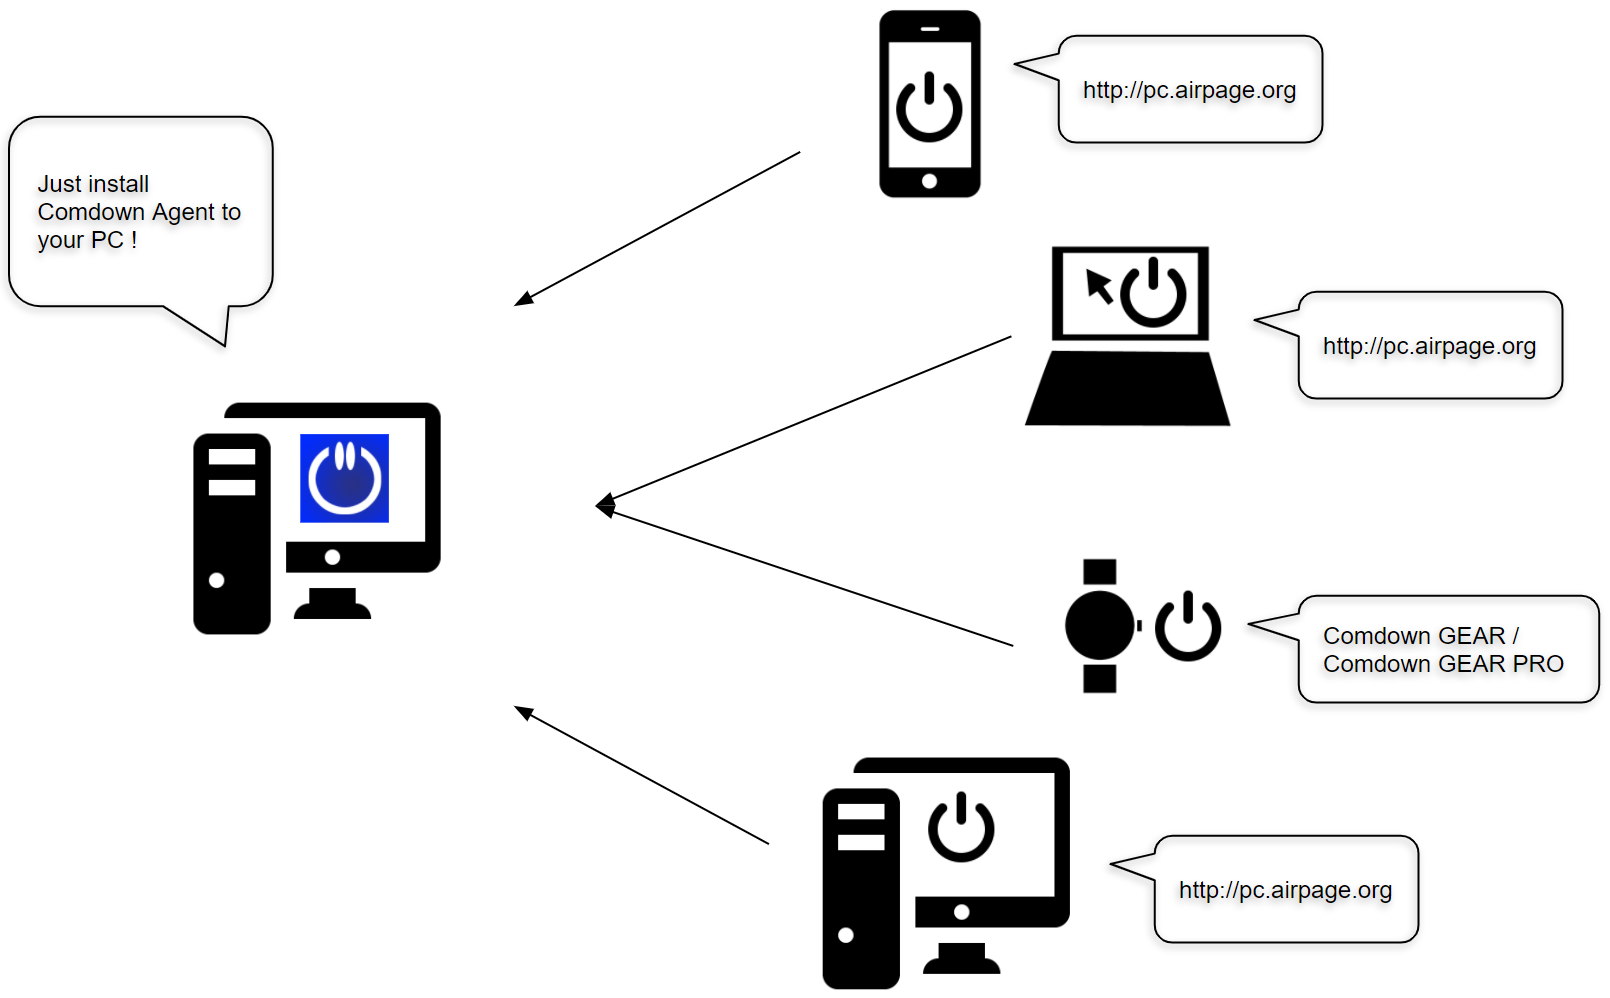 http://pc.airpage.org
Just install
Comdown Agent to
your PC !
http://pc.airpage.org
Comdown GEAR /
Comdown GEAR PRO
http://pc.airpage.org